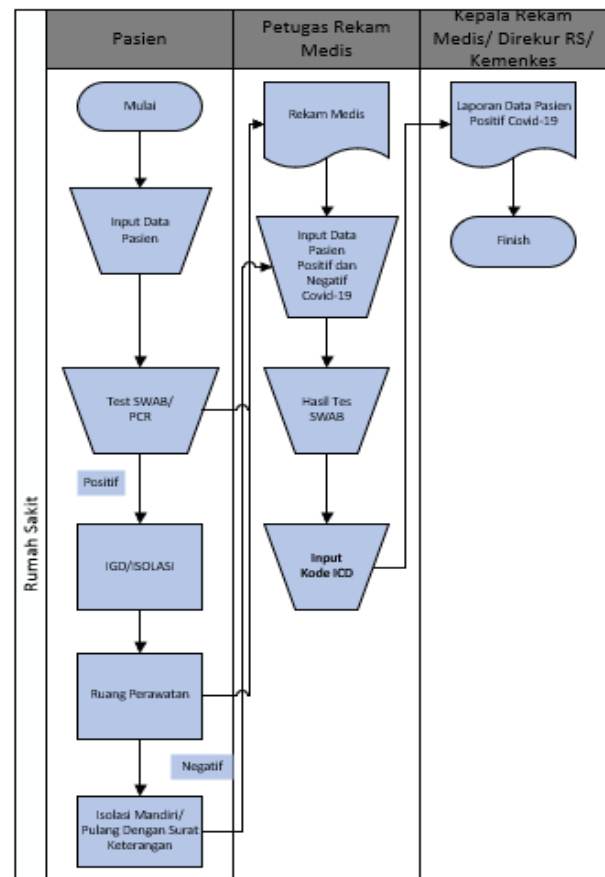 Pasien
Petugas Rekam
Medis
Kepala Rekam
Medis/ Direkur RS/
Kemenkes
Rumah Sakit
Mulai
Input Data
Pasien
Test SWAB/
PCR
Positif
IGD/ISOLASI
Ruang Perawatan
Negatif
Isolasi Mandiri/
Pulang Dengan Surat
Keterangan
Rekam Medis
Input Data
Pasien
Positif dan
Negatif
Covid-19
Hasil Tes
SWAB
Input
Kode ICD
Laporan Data Pasien
Positif Covid-19
Finish